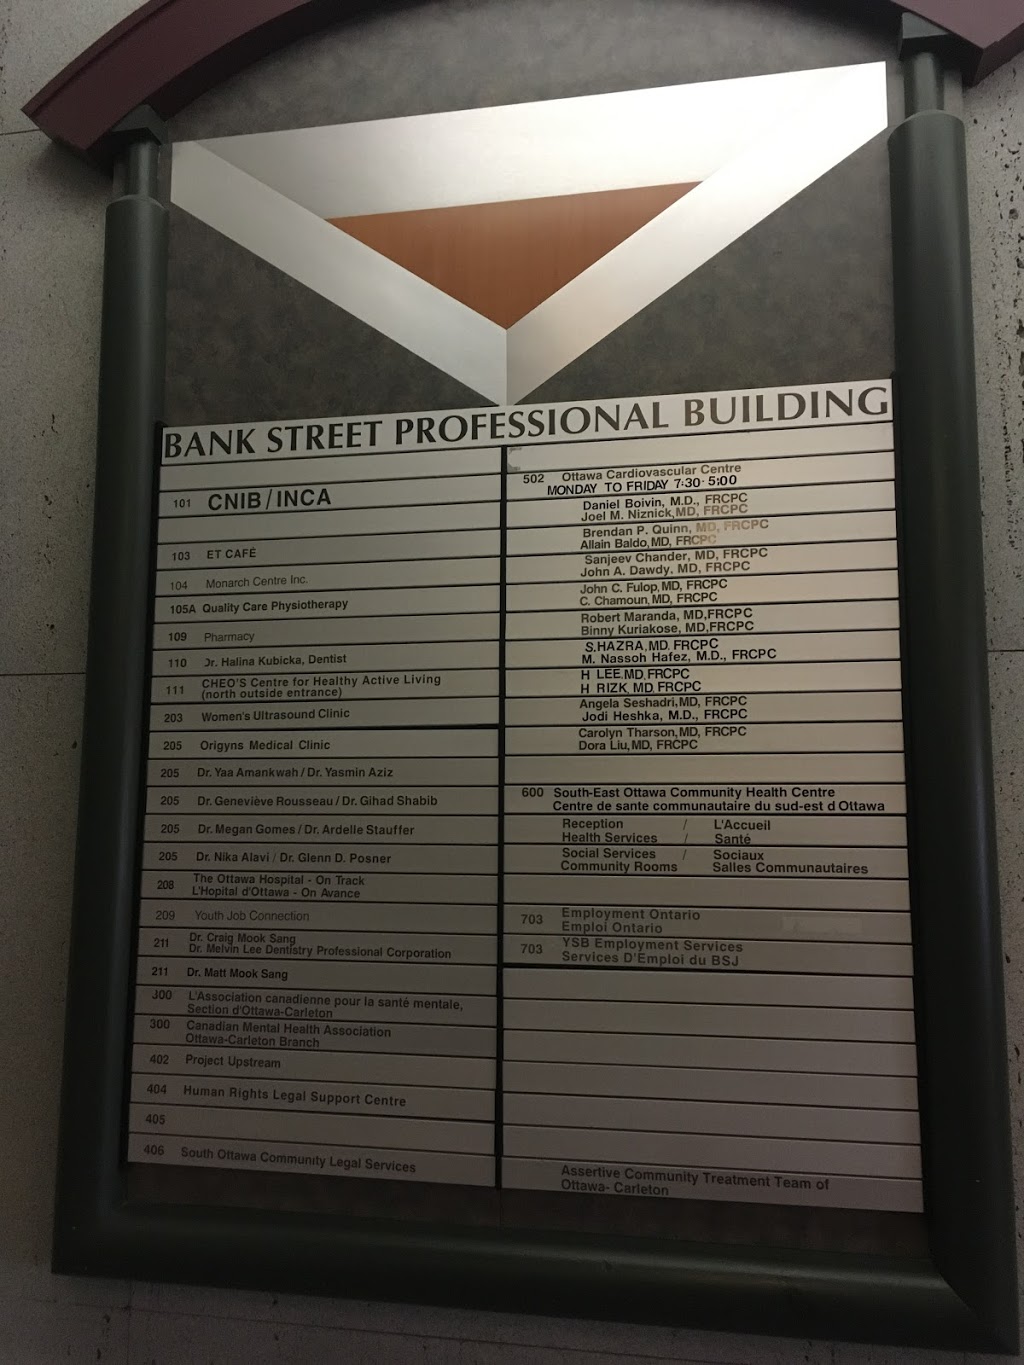 BANK STREET PROFESSIONAL BUILDING
101 CNIB/INCA
103 ET CAFÉ
104 Monarch Centre Inc.
105A Quality Care Physiotherapy
109 Pharmacy
110 Dr. Halina Kubicka, Dentist
111 CHEO'S Centre for Healthy Active Living
(north outside entrance)
203 Women's Ultrasound Clinic
205 Origyns Medical Clinic
205 Dr. Yaa Amankwah / Dr. Yasmin Aziz
205 Dr. Geneviève Rousseau / Dr. Gihad Shabib
205 Dr. Megan Gomes / Dr. Ardelle Stauffer
205 Dr. Nika Alavi / Dr. Glenn D. Posner
208 The Ottawa Hospital - On Track
L'Hopital d'Ottawa - On Avance
209 Youth Job Connection
211 Dr. Craig Mook Sang
Dr. Melvin Lee Dentistry Professional Corporation
211 Dr. Matt Mook Sang
300 L'Association canadienne pour la santé mentale,
Section d'Ottawa-Carleton
300 Canadian Mental Health Association
Ottawa-Carleton Branch
402 Project Upstream
404 Human Rights Legal Support Centre
405
406 South Ottawa Community Legal Services
502 Ottawa Cardiovascular Centre
MONDAY TO FRIDAY 7:30- 5:00
Daniel Boivin, M.D., FRCPC
Joel M. Niznick, MD, FRCPC
Brendan P. Quinn, MD, FRCPC
Allain Baldo, MD, FRCPC
Sanjeev Chander, MD, FRCPC
John A. Dawdy, MD, FRCPC
John C. Fulop, MD, FRCPC
C. Chamoun, MD, FRCPC
Robert Maranda, MD, FRCPC
Binny Kuriakose, MD, FRCPC
S.HAZRA, MD. FRCPC
M. Nassoh Hafez, M.D., FRCPC
H LEE, MD, FRCPC
H RIZK, MD, FRCPC
Angela Seshadri, MD, FRCPC
Jodi Heshka, M.D., FRCPC
Carolyn Tharson, MD, FRCPC
Dora Liu, MD, FRCPC
600 South-East Ottawa Community Health Centre
Centre de sante communautaire du sud-est d Ottawa
Reception / L'Accueil
Health Services / Santé
Social Services / Sociaux
Community Rooms Salles Communautaires
703 Employment Ontario
Emploi Ontario
703 YSB Employment Services
Services D'Emploi du BSJ
Assertive Community Treatment Team of
Ottawa- Carleton